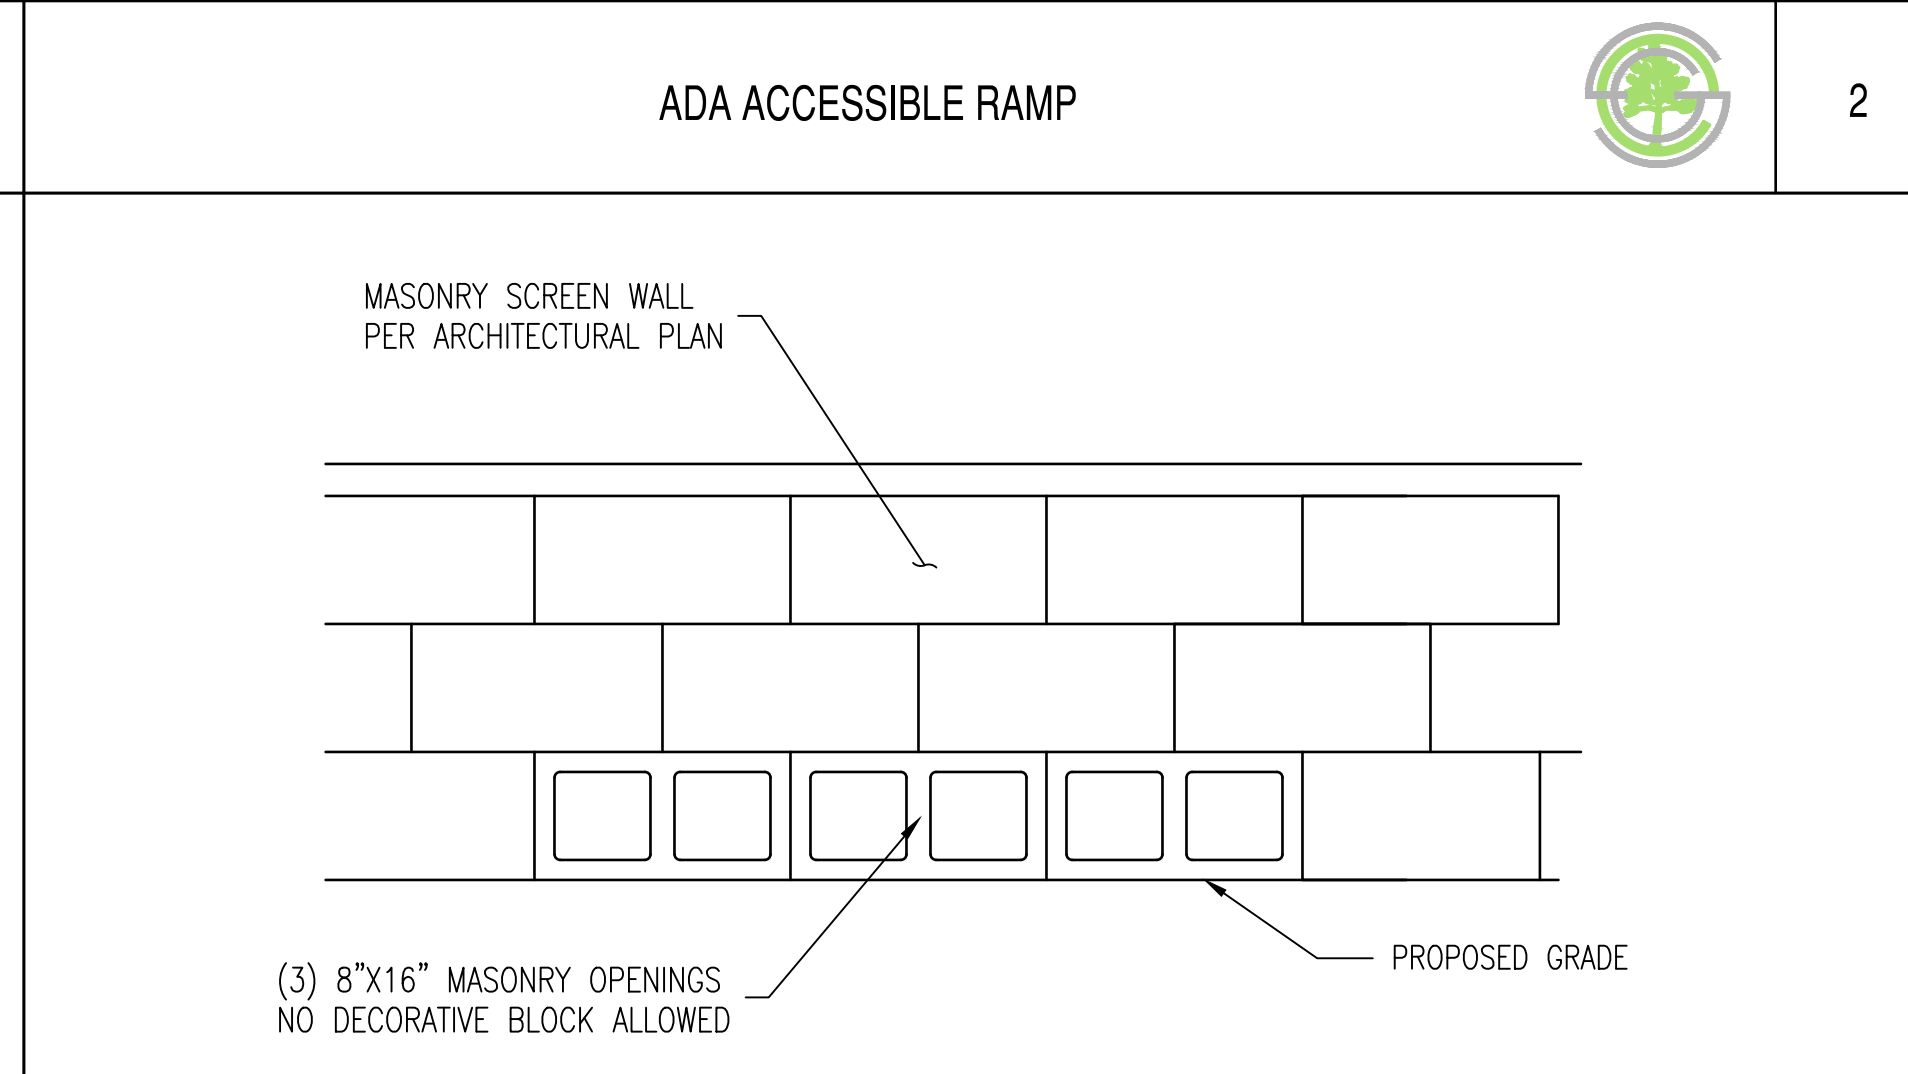 ADA ACCESSIBLE RAMP
2
MASONRY SCREEN WALL
PER ARCHITECTURAL PLAN
PROPOSED GRADE
(3) 8”X16” MASONRY OPENINGS
NO DECORATIVE BLOCK ALLOWED